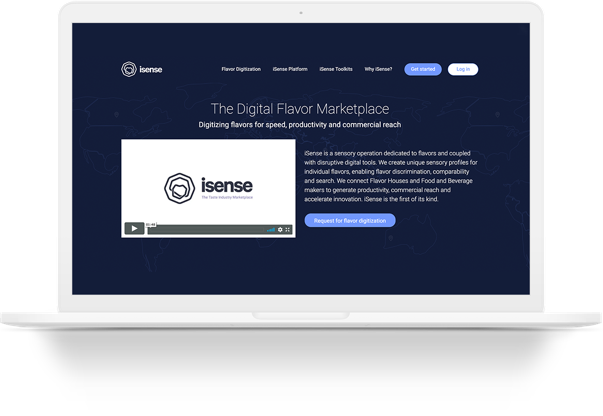 isense
Flavor Digitization
iSense Platform
iSense Toolkits
Why iSense?
Get started
Log in
The Digital Flavor Marketplace
Digitizing flavors for speed, productivity and commercial reach
isense
The Taste Industry Marketplace
01:46
iSense is a sensory operation dedicated to flavors and coupled
with disruptive digital tools. We create unique sensory profiles for
individual flavors, enabling flavor discrimination, comparability
and search. We connect Flavor Houses and Food and Beverage
makers to generate productivity, commercial reach and
accelerate innovation. iSense is the first of its kind.
Request for flavor digitization